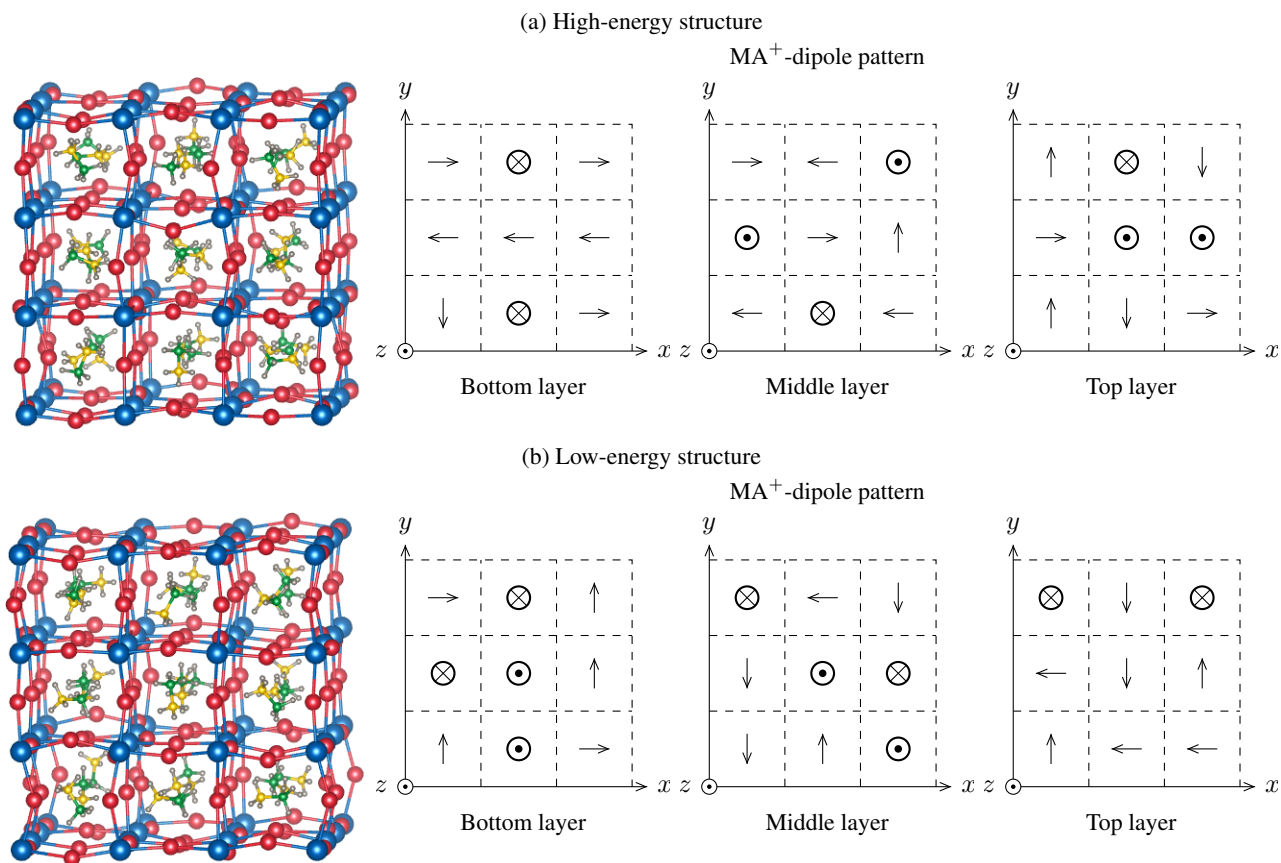 (a) High-energy structure
MA+-dipole pattern
y
y
y
z
x
z
x
z
x
Bottom layer
Middle layer
Top layer
(b) Low-energy structure
MA+-dipole pattern
y
y
y
z
x
z
x
z
x
Bottom layer
Middle layer
Top layer